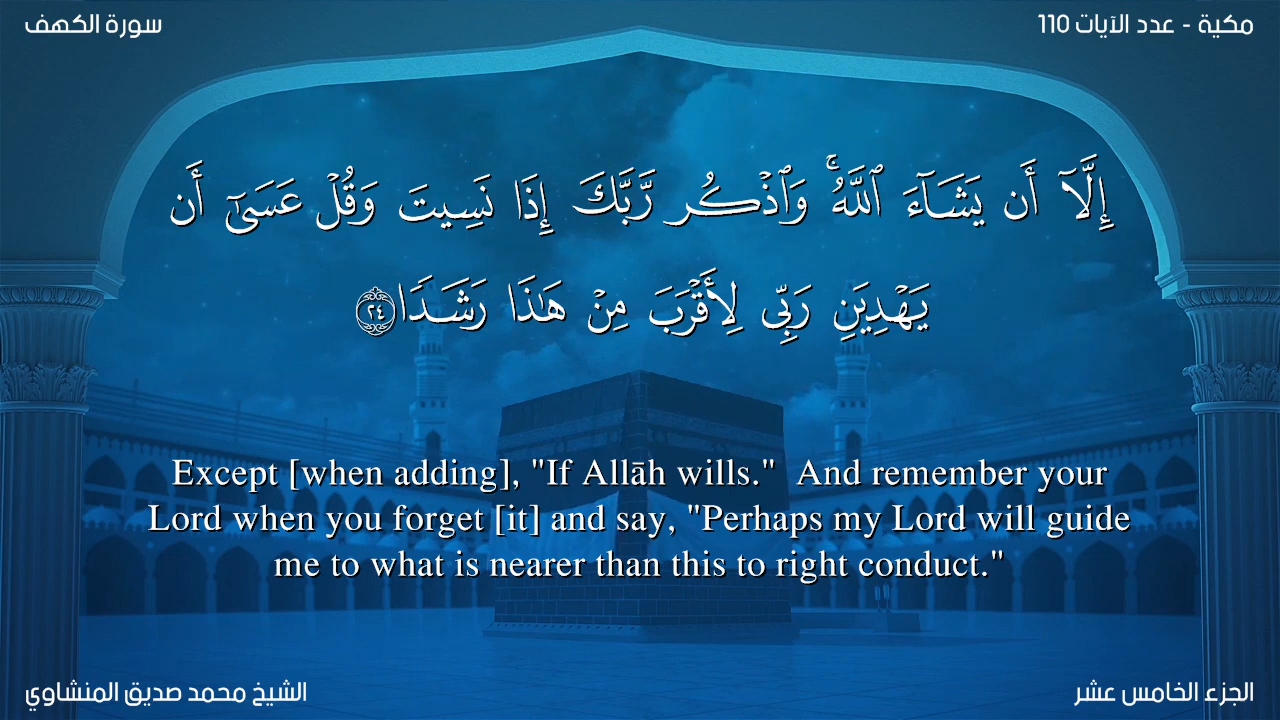 سورة الكهف
مكية - عدد الآيات 110
إِلَّآ أَن يَشَآءَ ٱللَّهُ ۚ وَٱذْكُر رَّبَّكَ إِذَا نَسِيتَ وَقُلْ عَسَىٰٓ أَن
يَهْدِيَنِ رَبِّى لِأَقْرَبَ مِنْ هَـٰذَا رَشَدًا ٢٤
Except [when adding], "If Allāh wills." And remember your
Lord when you forget [it] and say, "Perhaps my Lord will guide
me to what is nearer than this to right conduct."
الشيخ محمد صديق المنشاوي
الجزء الخامس عشر